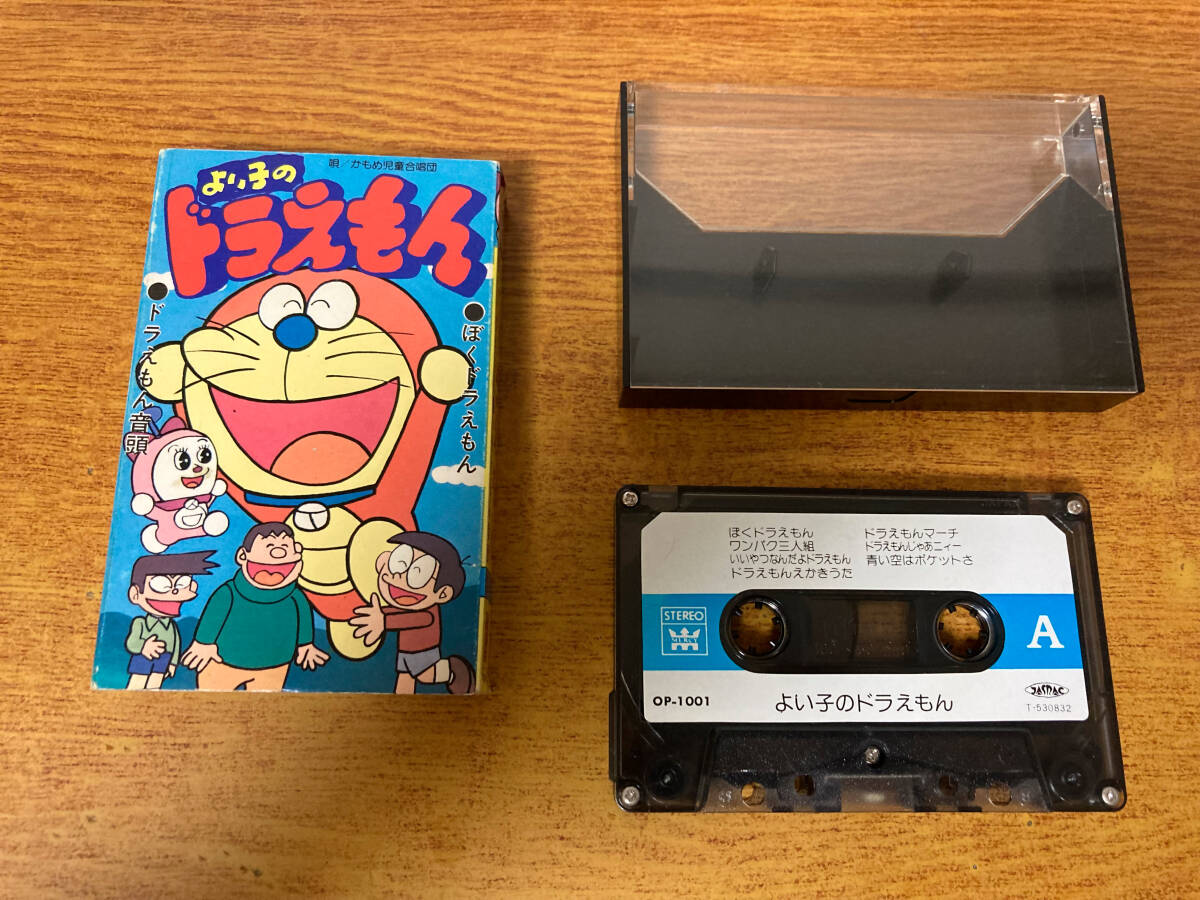 唄／かもめ児童合唱団
よい子の
ドラえもん
●ぼくドラえもん
●ドラえもん音頭
ぼくドラえもん
ワンパク三人組
いいやつなんだよドラえもん
ドラえもんえかきうた
ドラえもんマーチ
ドラえもんじゃあニィー
青い空はポケットさ
STEREO
MERCY
A
OP-1001
よい子のドラえもん
JASRAC
T-530832